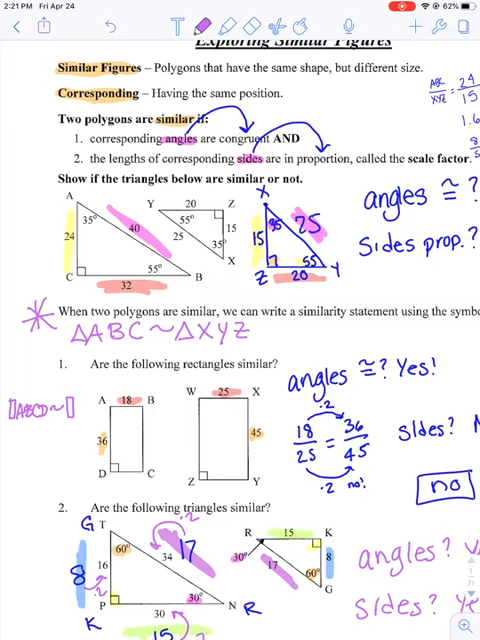 2:21 PM Fri Apr 24
62%
Exploring Similar Figures
Similar Figures – Polygons that have the same shape, but different size.
Corresponding – Having the same position.
Two polygons are similar if:
1. corresponding angles are congruent AND
2. the lengths of corresponding sides are in proportion, called the scale factor.
ABC 24
XYZ = 15
1.6
8
Show if the triangles below are similar or not.
A 35° 24 40 55° C 32 B
Y 20 Z 55° 25 15 35° X
X 35 25 15 55 Z 20 Y
angles ≅?
Sides prop.?
When two polygons are similar, we can write a similarity statement using the
ΔABC ~ ΔXYZ
1. Are the following rectangles similar?
angles ≅? Yes!
▯ABCD~▯
A 18 B 36 D C
W 25 X 45 Z Y
.2
18 = 36
25 45
.2 no!
Sides?
no
2. Are the following triangles similar?
G T 60° 34 .2 17 8 16 .2 30° P N R K 30 15
R 15 K 30° 17 8 60° G
angles?
Sides?